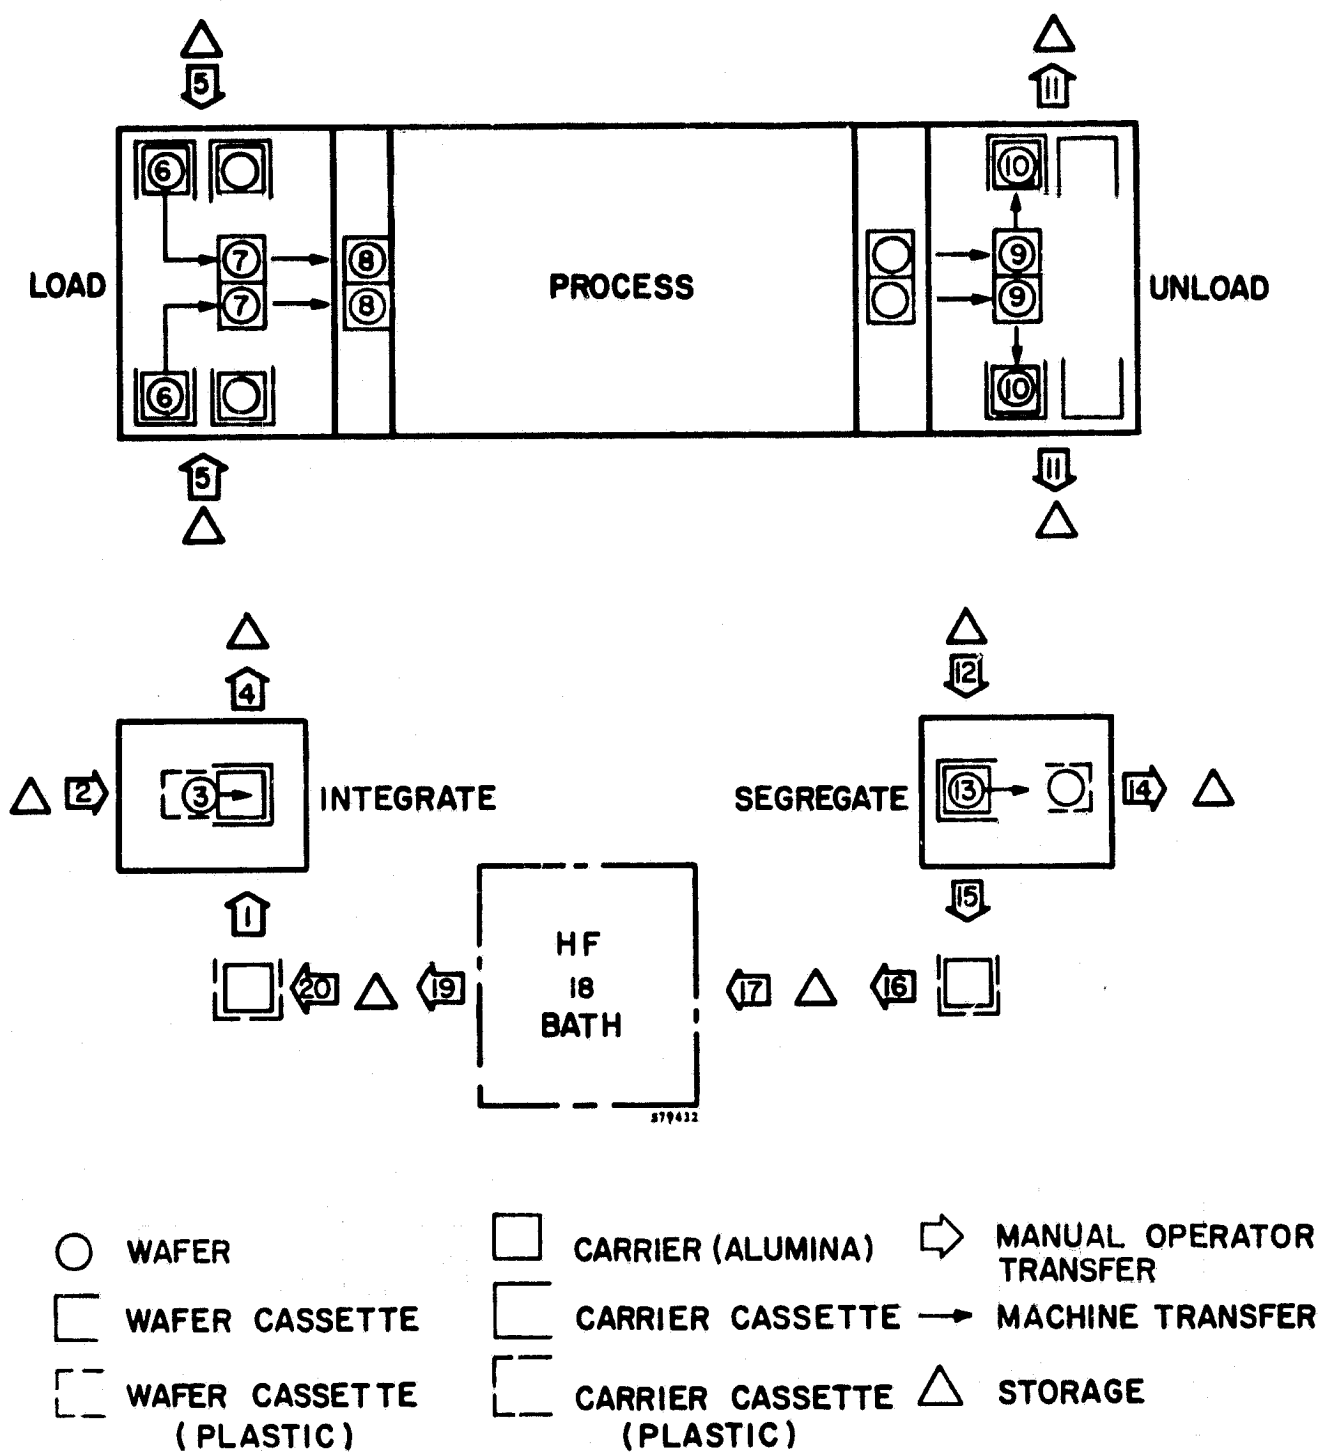 5
11
6
10
7
8
9
LOAD
PROCESS
UNLOAD
7
8
9
6
10
5
11
4
12
2
3
INTEGRATE
SEGREGATE
13
14
1
15
20
19
HF
18
BATH
17
16
S79432
WAFER
CARRIER (ALUMINA)
MANUAL OPERATOR
TRANSFER
WAFER CASSETTE
CARRIER CASSETTE
MACHINE TRANSFER
WAFER CASSETTE
(PLASTIC)
CARRIER CASSETTE
(PLASTIC)
STORAGE